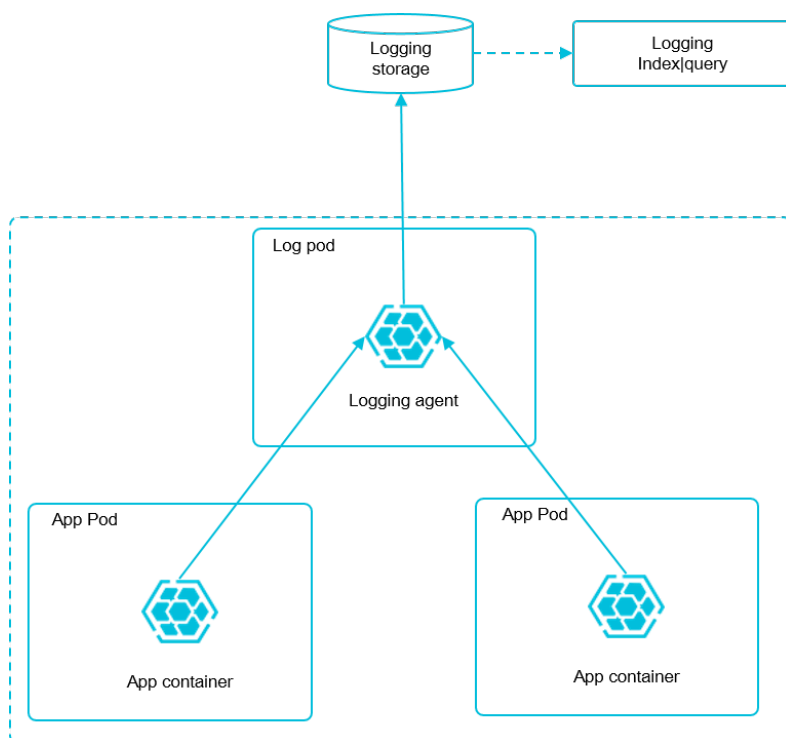 Logging
storage
Logging
Index|query
Log pod
Logging agent
App Pod
App container
App Pod
App container